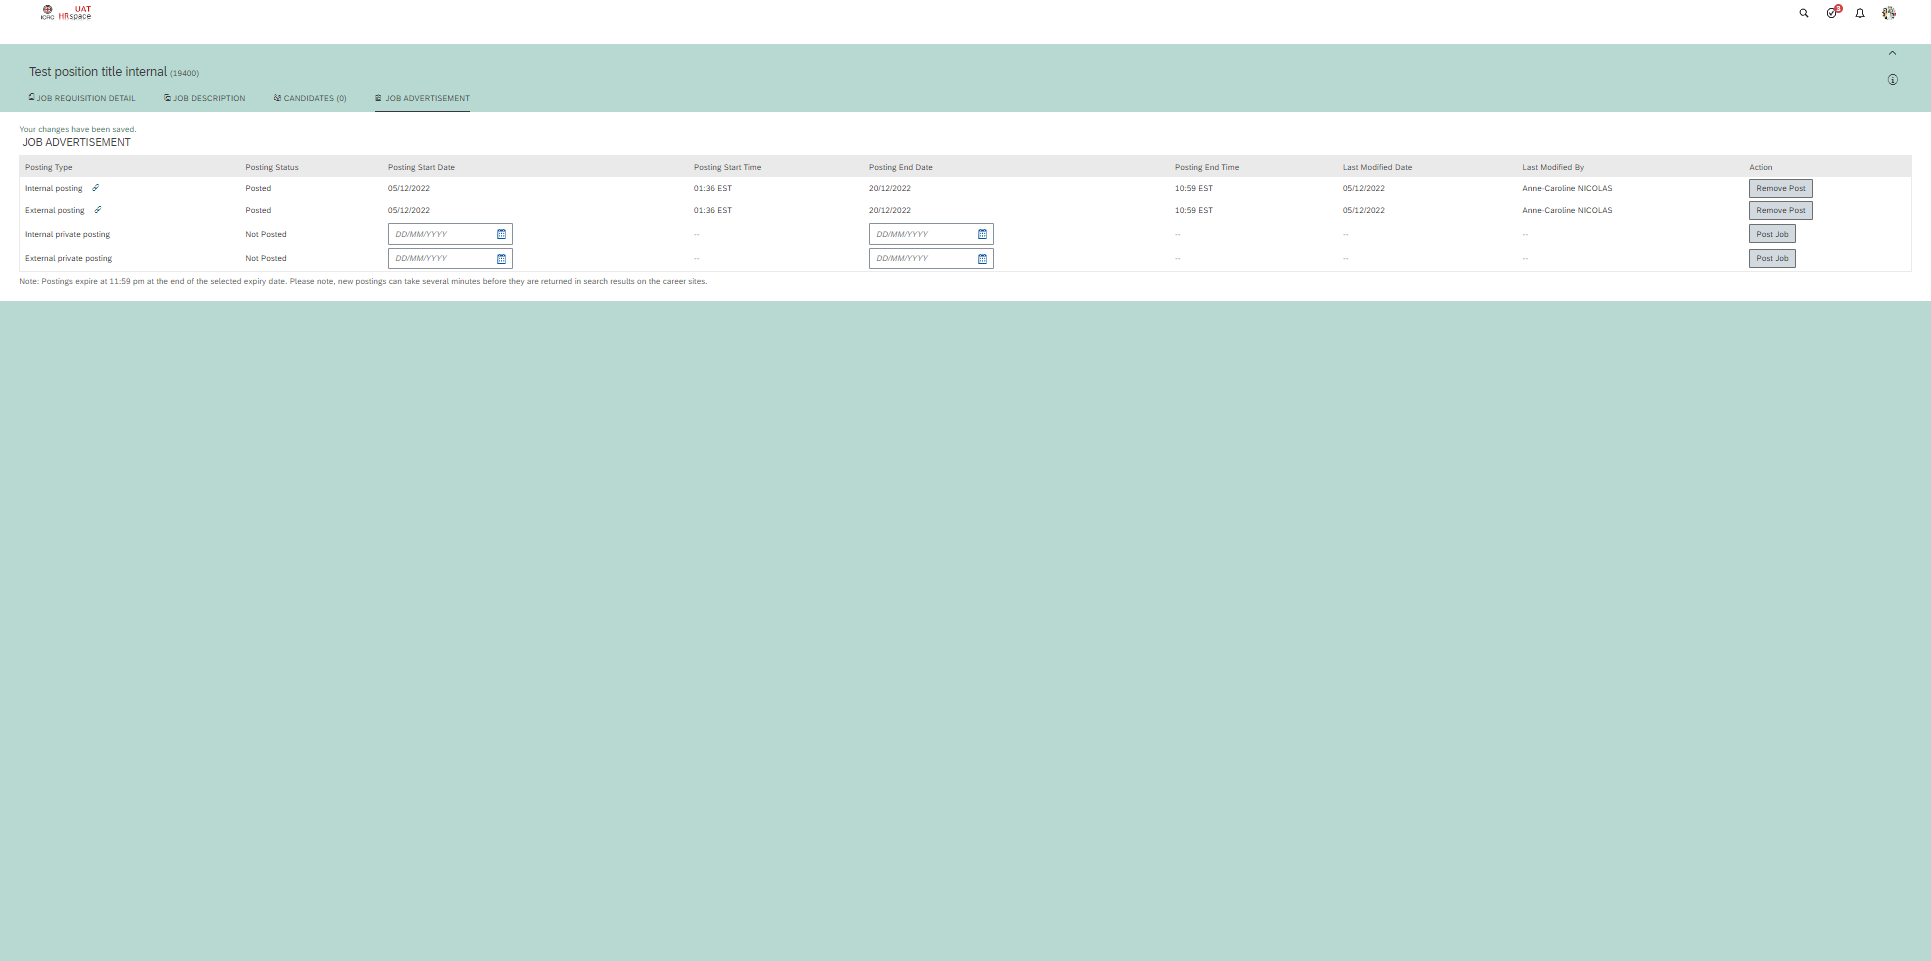 ICRC UAT HRspace
3
Test position title internal (19400)
JOB REQUISITION DETAIL JOB DESCRIPTION CANDIDATES (0) JOB ADVERTISEMENT
Your changes have been saved.
JOB ADVERTISEMENT
Posting Type Posting Status Posting Start Date Posting Start Time Posting End Date Posting End Time Last Modified Date Last Modified By Action
Internal posting Posted 05/12/2022 01:36 EST 20/12/2022 10:59 EST 05/12/2022 Anne-Caroline NICOLAS Remove Post
External posting Posted 05/12/2022 01:36 EST 20/12/2022 10:59 EST 05/12/2022 Anne-Caroline NICOLAS Remove Post
Internal private posting Not Posted DD/MM/YYYY -- DD/MM/YYYY -- -- -- Post Job
External private posting Not Posted DD/MM/YYYY -- DD/MM/YYYY -- -- -- Post Job
Note: Postings expire at 11:59 pm at the end of the selected expiry date. Please note, new postings can take several minutes before they are returned in search results on the career sites.